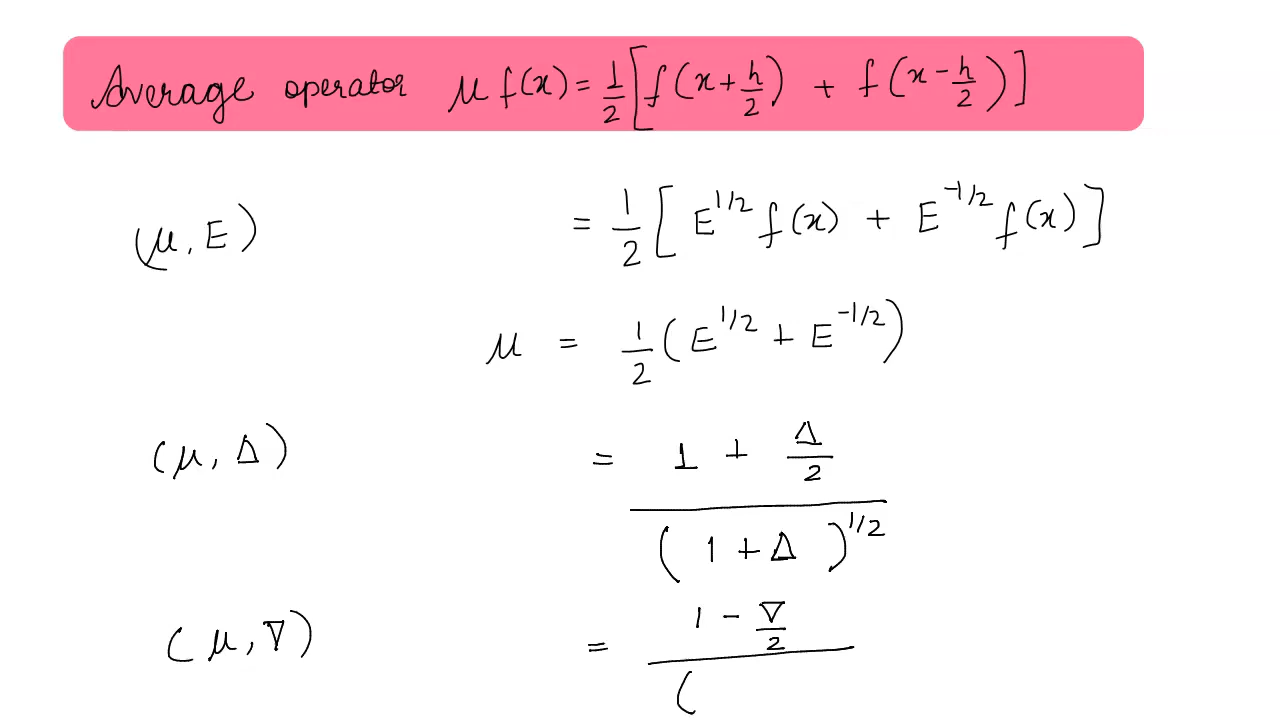 Average operator μ f(x) = 1/2 [f(x + h/2) + f(x - h/2)]
(μ, E) = 1/2 [E^1/2 f(x) + E^-1/2 f(x)]
μ = 1/2 (E^1/2 + E^-1/2)
(μ, Δ) = (1 + Δ/2) / (1 + Δ)^1/2
(μ, ∇) = (1 - ∇/2) / (